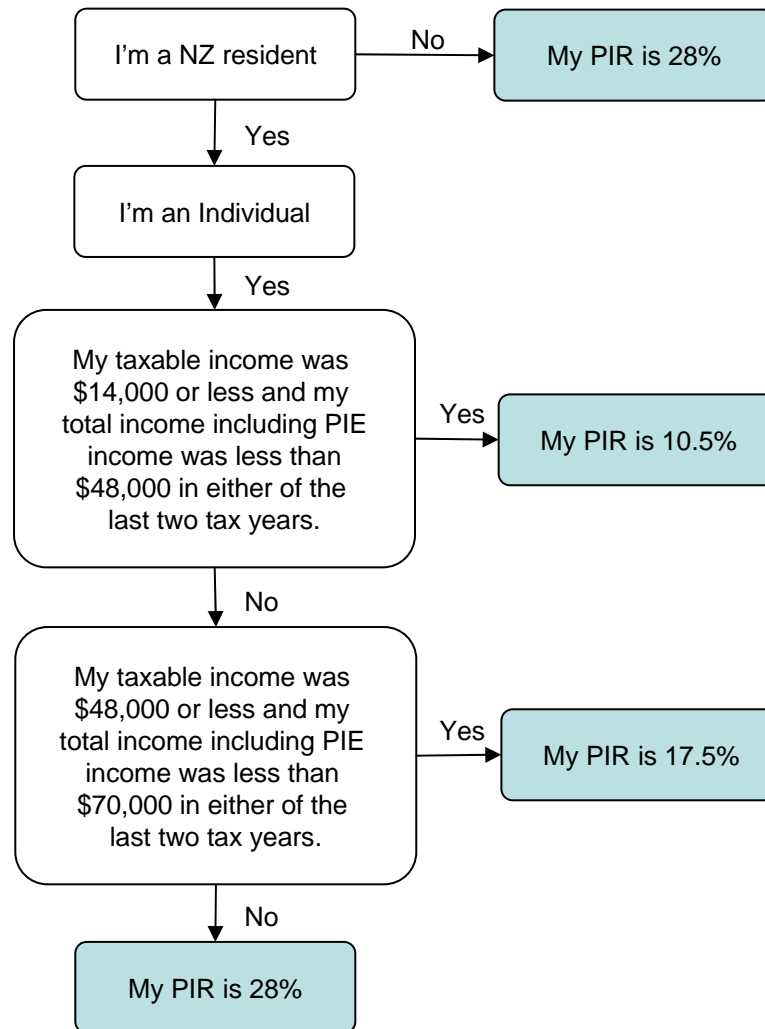 I'm a NZ resident
No
My PIR is 28%
Yes
I'm an Individual
Yes
My taxable income was
$14,000 or less and my
total income including PIE
income was less than
$48,000 in either of the
last two tax years.
Yes
My PIR is 10.5%
No
My taxable income was
$48,000 or less and my
total income including PIE
income was less than
$70,000 in either of the
last two tax years.
Yes
My PIR is 17.5%
No
My PIR is 28%